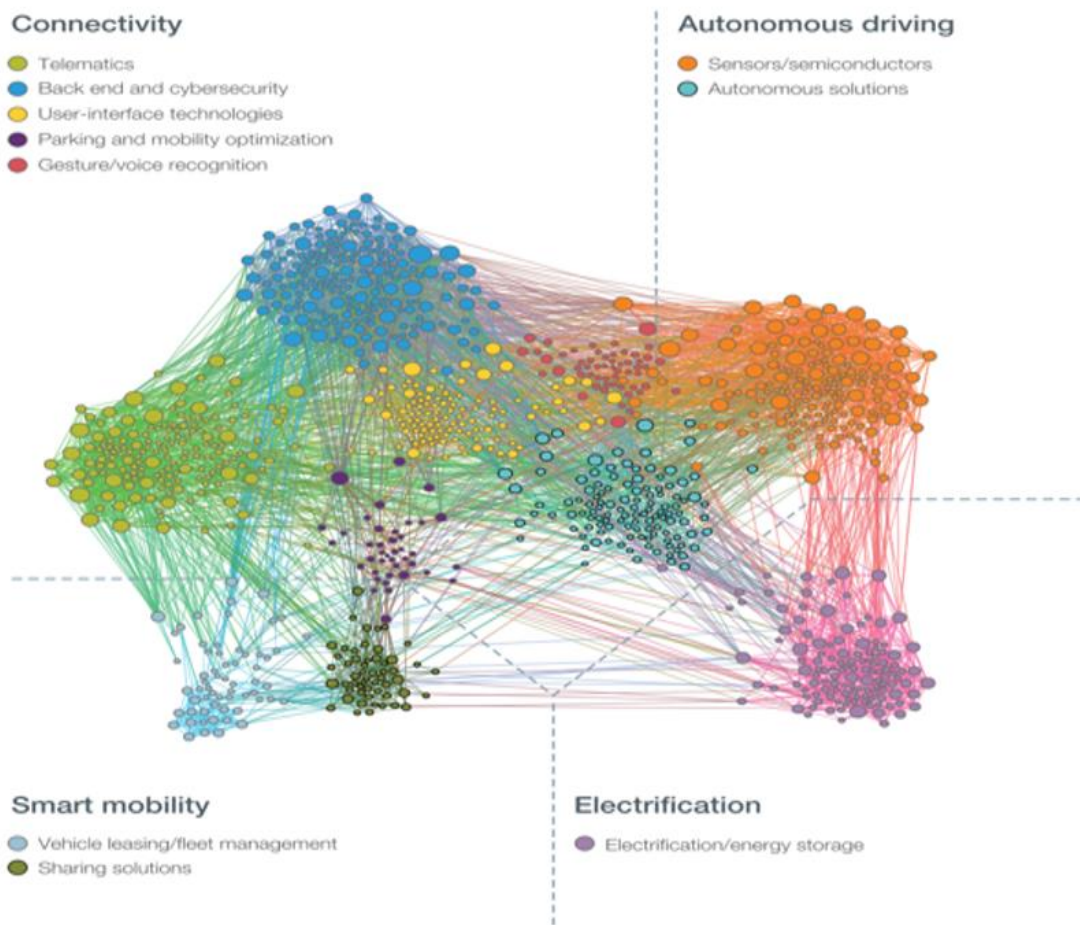 Connectivity
Telematics
Back end and cybersecurity
User-interface technologies
Parking and mobility optimization
Gesture/voice recognition
Autonomous driving
Sensors/semiconductors
Autonomous solutions
Smart mobility
Vehicle leasing/fleet management
Sharing solutions
Electrification
Electrification/energy storage